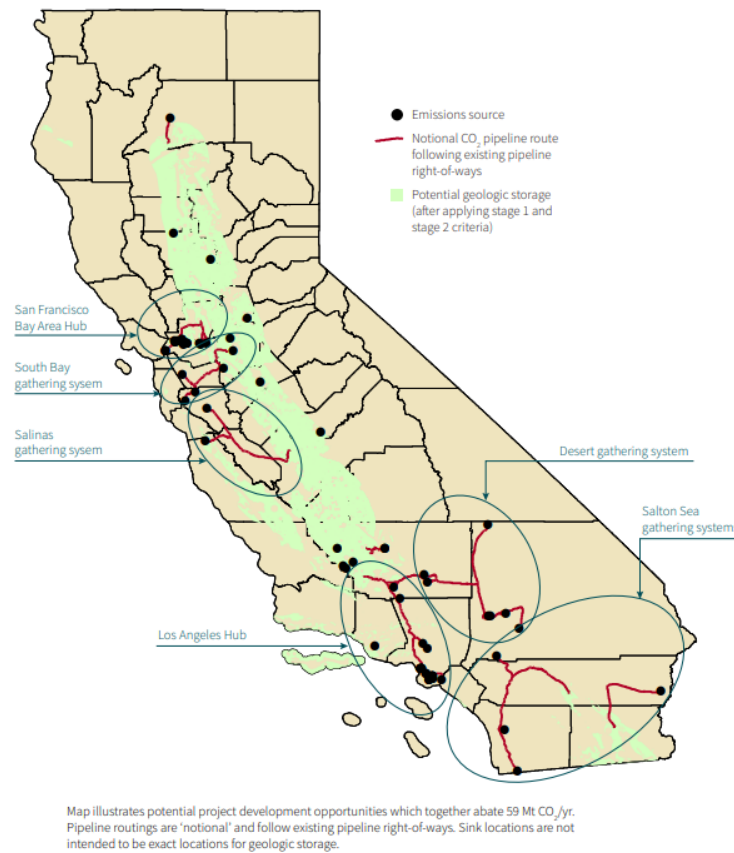 Emissions source
Notional CO₂ pipeline route
following existing pipeline
right-of-ways
Potential geologic storage
(after applying stage 1 and
stage 2 criteria)
San Francisco
Bay Area Hub
South Bay
gathering sysem
Salinas
gathering sysem
Desert gathering system
Salton Sea
gathering system
Los Angeles Hub
Map illustrates potential project development opportunities which together abate 59 Mt CO₂/yr.
Pipeline routings are ‘notional’ and follow existing pipeline right-of-ways. Sink locations are not
intended to be exact locations for geologic storage.